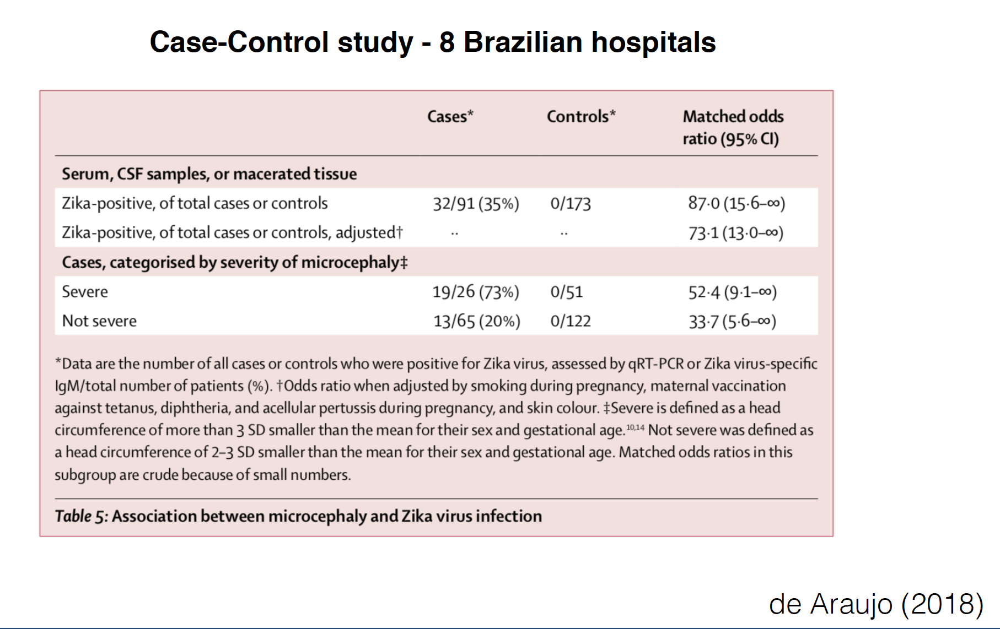 Case-Control study - 8 Brazilian hospitals
Cases* Controls* Matched odds
ratio (95% CI)
Serum, CSF samples, or macerated tissue
Zika-positive, of total cases or controls 32/91 (35%) 0/173 87·0 (15·6–∞)
Zika-positive, of total cases or controls, adjusted† ·· ·· 73·1 (13·0–∞)
Cases, categorised by severity of microcephaly‡
Severe 19/26 (73%) 0/51 52·4 (9·1–∞)
Not severe 13/65 (20%) 0/122 33·7 (5·6–∞)
*Data are the number of all cases or controls who were positive for Zika virus, assessed by qRT-PCR or Zika virus-specific
IgM/total number of patients (%). †Odds ratio when adjusted by smoking during pregnancy, maternal vaccination
against tetanus, diphtheria, and acellular pertussis during pregnancy, and skin colour. ‡Severe is defined as a head
circumference of more than 3 SD smaller than the mean for their sex and gestational age.10,14 Not severe was defined as
a head circumference of 2–3 SD smaller than the mean for their sex and gestational age. Matched odds ratios in this
subgroup are crude because of small numbers.
Table 5: Association between microcephaly and Zika virus infection
de Araujo (2018)